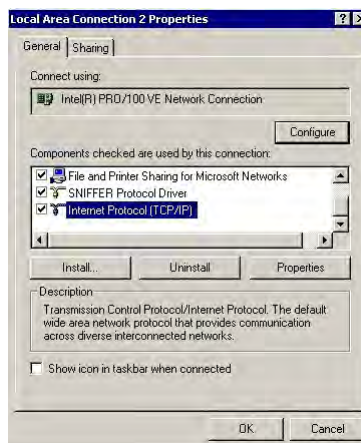 Local Area Connection 2 Properties
General
Sharing
Connect using:
Intel(R) PRO/100 VE Network Connection
Configure
Components checked are used by this connection:
File and Printer Sharing for Microsoft Networks
SNIFFER Protocol Driver
Internet Protocol (TCP/IP)
Install...
Uninstall
Properties
Description
Transmission Control Protocol/Internet Protocol. The default
wide area network protocol that provides communication
across diverse interconnected networks.
Show icon in taskbar when connected
OK
Cancel